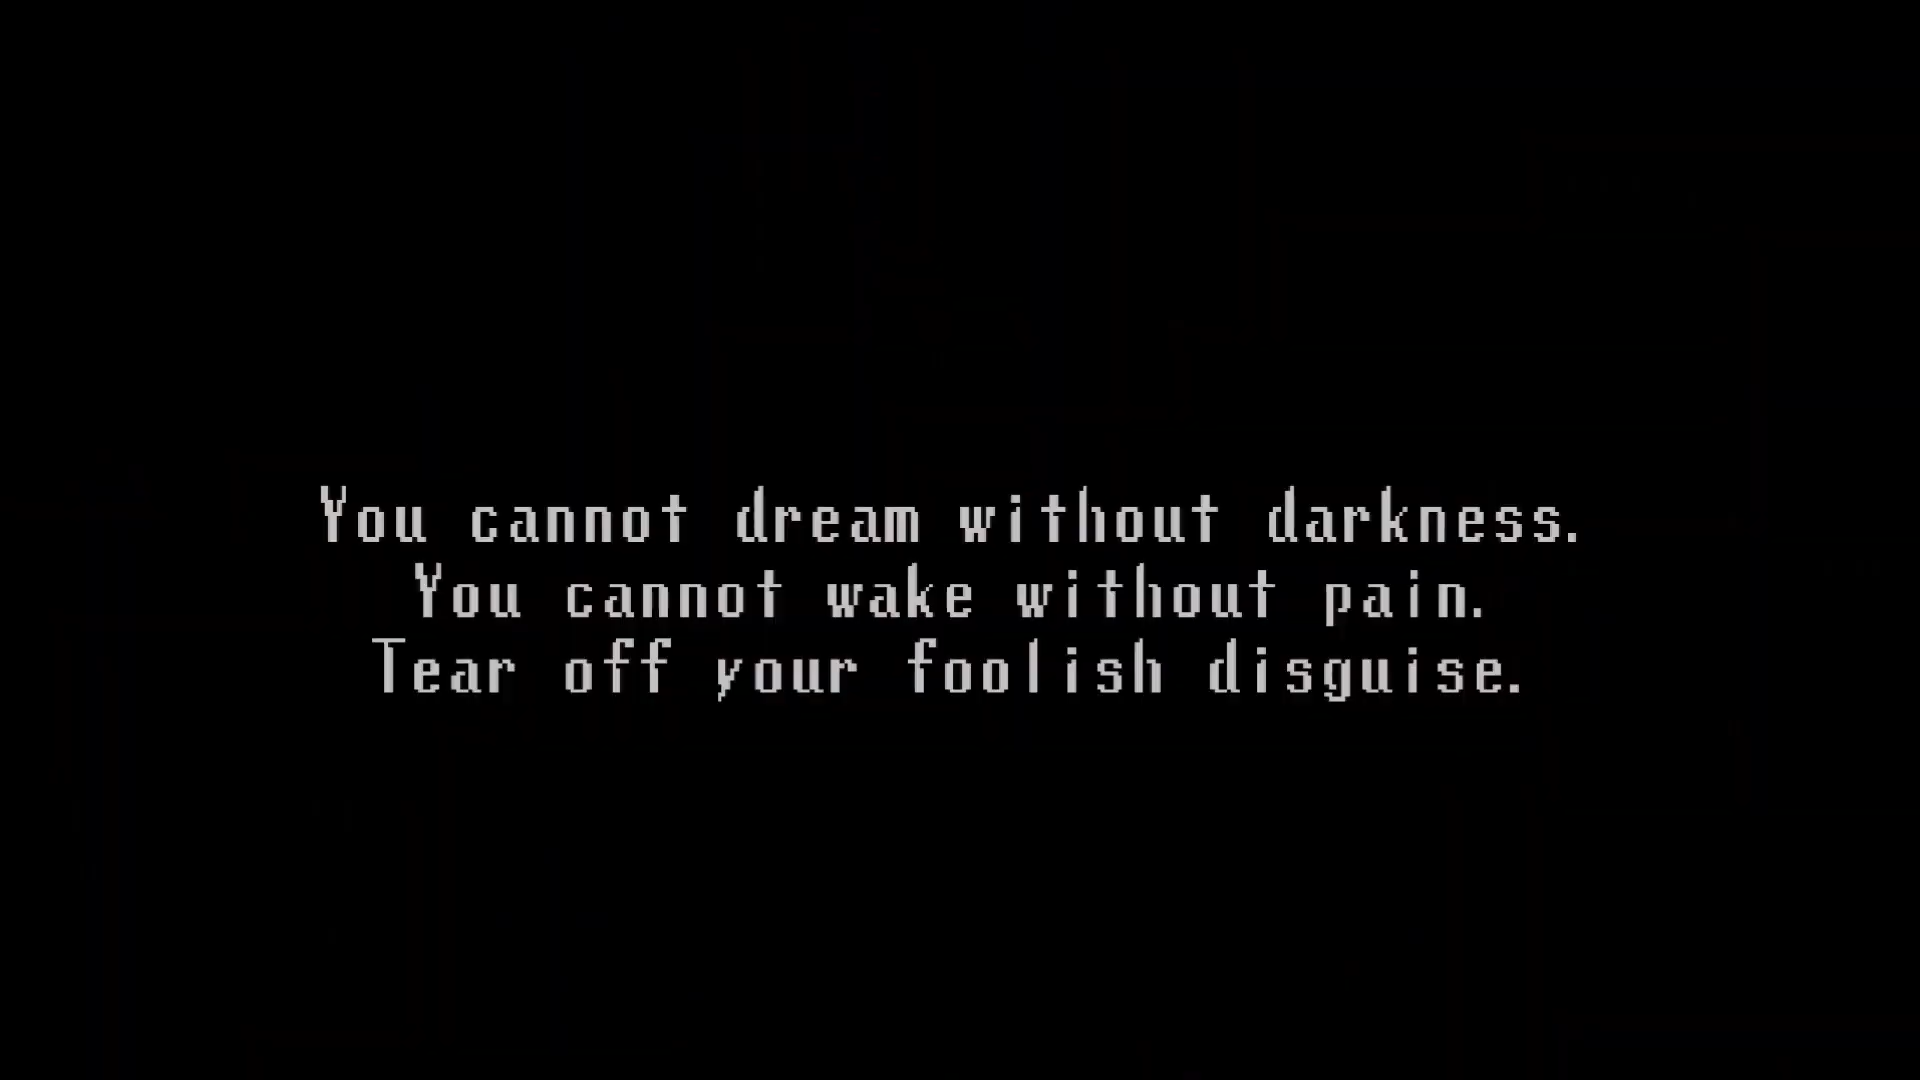 You cannot dream without darkness.
You cannot wake without pain.
Tear off your foolish disguise.